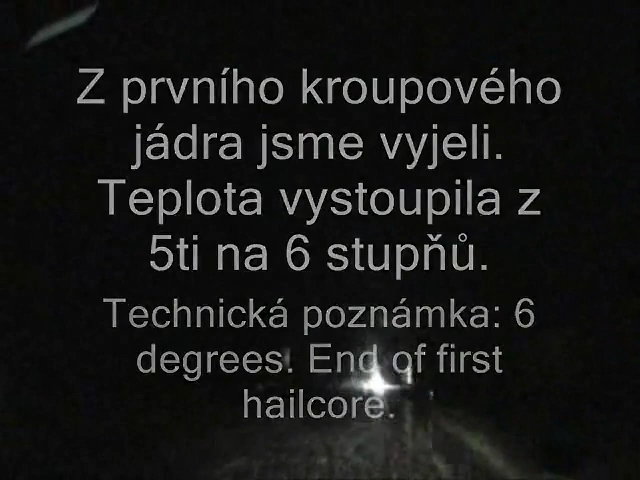 Z prvního kroupového
jádra jsme vyjeli.
Teplota vystoupila z
5ti na 6 stupňů.
Technická poznámka: 6
degrees. End of first
hailcore.